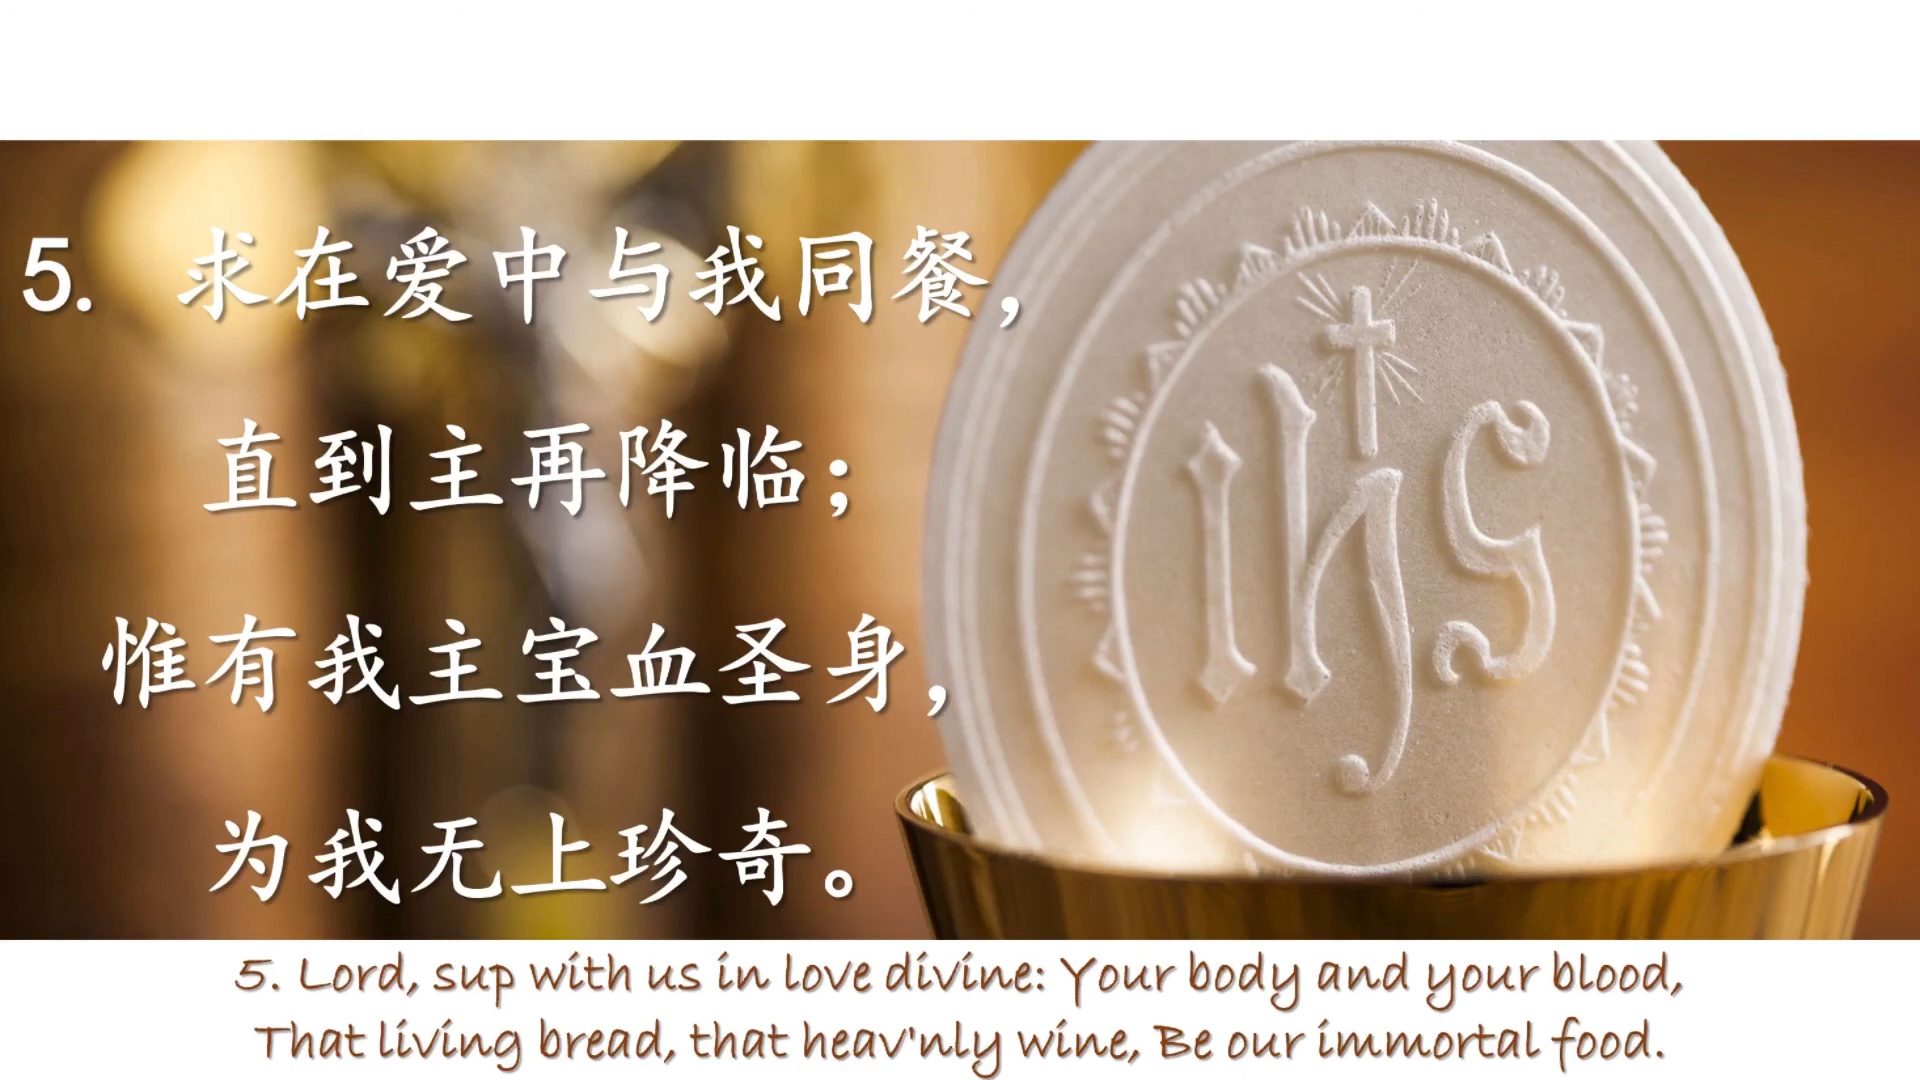 5. 求在爱中与我同餐，
直到主再降临；
惟有我主宝血圣身，
为我无上珍奇。
ihs
5. Lord, sup with us in love divine: Your body and your blood,
That living bread, that heav'nly wine, Be our immortal food.